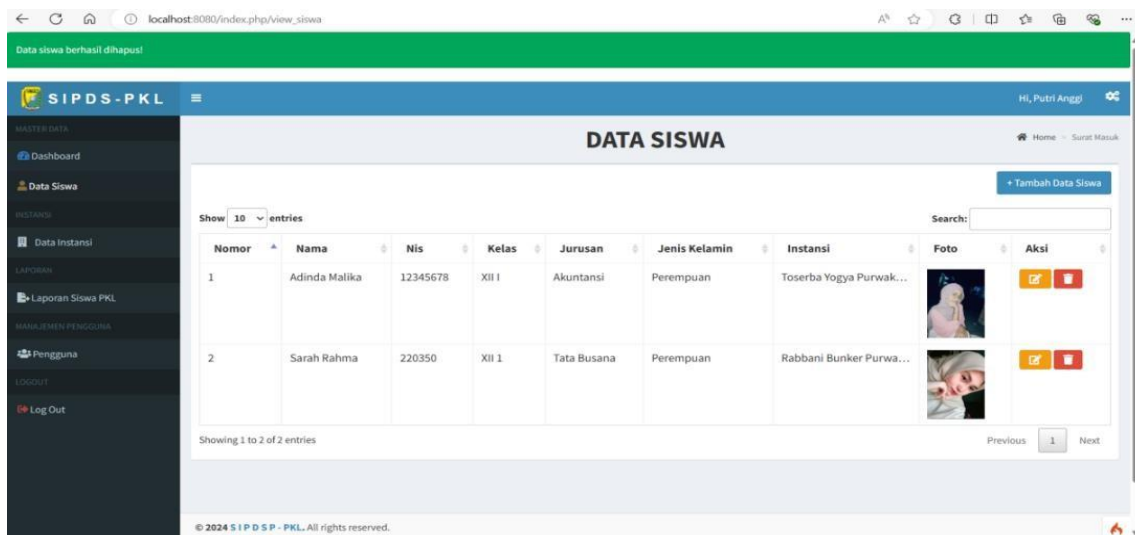 localhost:8080/index.php/view_siswa
Data siswa berhasil dihapus!
SIPDS-PKL
Hi, Putri Anggi
MASTER DATA
DATA SISWA
Home > Surat Masuk
Dashboard
Data Siswa
+ Tambah Data Siswa
INSTANSI
Show 10 entries
Search:
Data Instansi
Nomor Nama Nis Kelas Jurusan Jenis Kelamin Instansi Foto Aksi
1 Adinda Malika 12345678 XII I Akuntansi Perempuan Toserba Yogya Purwak...
LAPORAN
Laporan Siswa PKL
MANAJEMEN PENGGUNA
Pengguna
2 Sarah Rahma 220350 XII 1 Tata Busana Perempuan Rabbani Bunker Purwa...
LOGOUT
Log Out
Showing 1 to 2 of 2 entries
Previous 1 Next
© 2024 S I P D S P - PKL. All rights reserved.